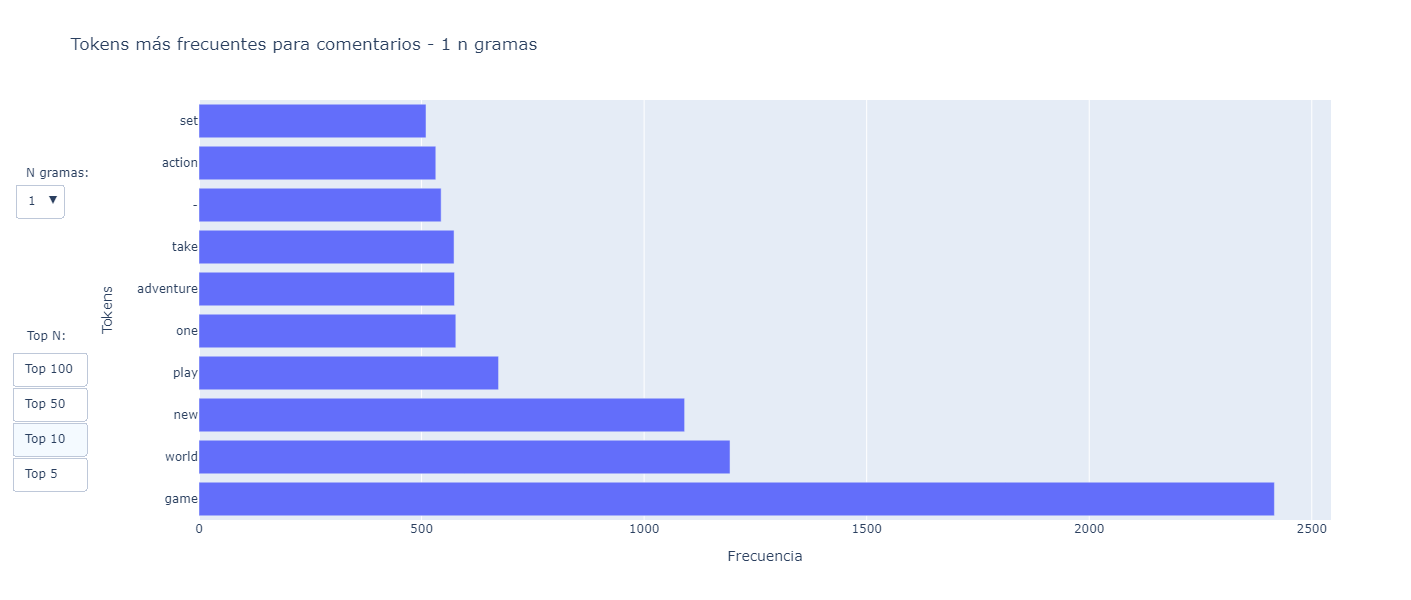 Tokens más frecuentes para comentarios - 1 n gramas
N gramas:
1 ▼
Top N:
Top 100
Top 50
Top 10
Top 5
Tokens
set
action
-
take
adventure
one
play
new
world
game
0 500 1000 1500 2000 2500
Frecuencia